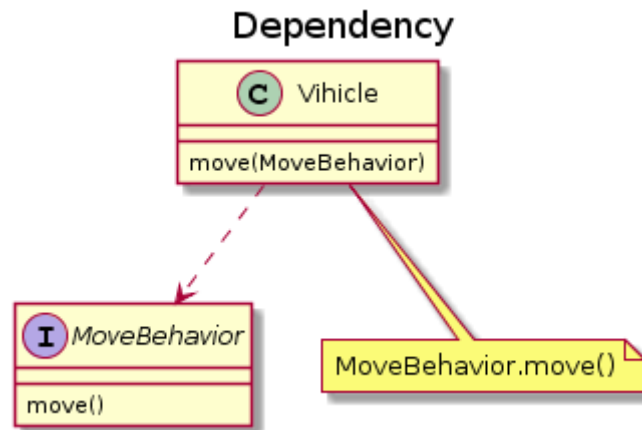 Dependency
C Vihicle
move(MoveBehavior)
I MoveBehavior
move()
MoveBehavior.move()